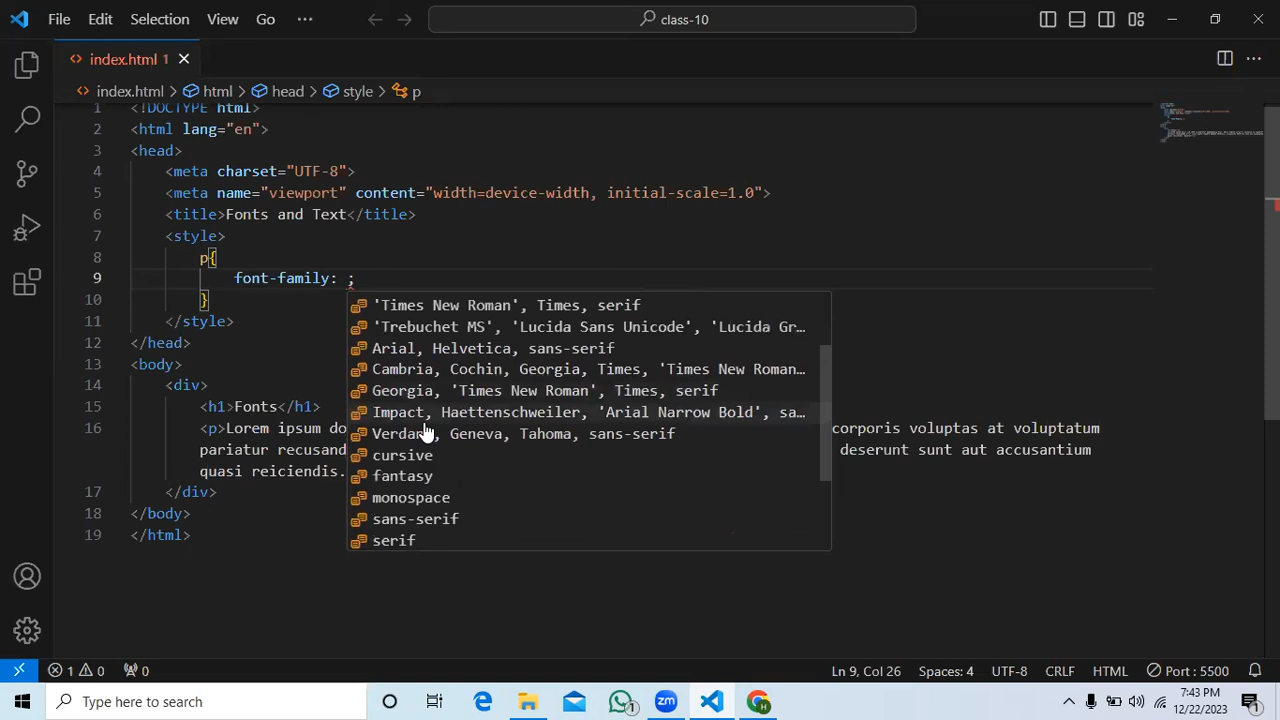 File Edit Selection View Go ··· class-10
index.html 1
index.html > html > head > style > p
1 <!DOCTYPE html>
2 <html lang="en">
3 <head>
4 <meta charset="UTF-8">
5 <meta name="viewport" content="width=device-width, initial-scale=1.0">
6 <title>Fonts and Text</title>
7 <style>
8 p{
9 font-family: ;
10 }
'Times New Roman', Times, serif
11 </style>
'Trebuchet MS', 'Lucida Sans Unicode', 'Lucida Gr…
12 </head>
Arial, Helvetica, sans-serif
13 <body>
Cambria, Cochin, Georgia, Times, 'Times New Roman…
14 <div>
Georgia, 'Times New Roman', Times, serif
15 <h1>Fonts</h1>
Impact, Haettenschweiler, 'Arial Narrow Bold', sa…
16 <p>Lorem ipsum do corporis voluptas at voluptatum
Verdana, Geneva, Tahoma, sans-serif
pariatur recusand deserunt sunt aut accusantium
cursive
quasi reiciendis.
fantasy
17 </div>
monospace
18 </body>
sans-serif
19 </html>
serif
1 0 0 Ln 9, Col 26 Spaces: 4 UTF-8 CRLF HTML Port : 5500
Type here to search 1 7:43 PM
12/22/2023 1